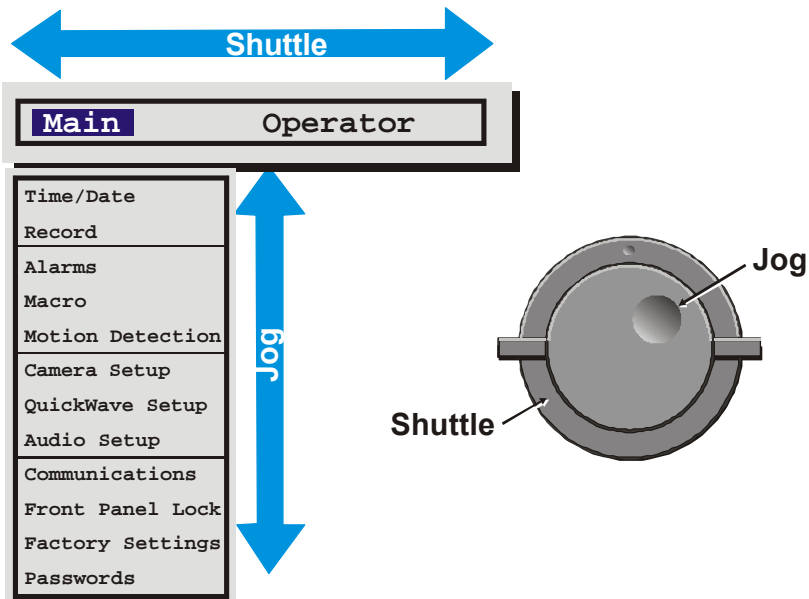 Shuttle
Main Operator
Time/Date
Record
Alarms
Macro
Motion Detection
Camera Setup
QuickWave Setup
Audio Setup
Communications
Front Panel Lock
Factory Settings
Passwords
Jog
Jog
Shuttle